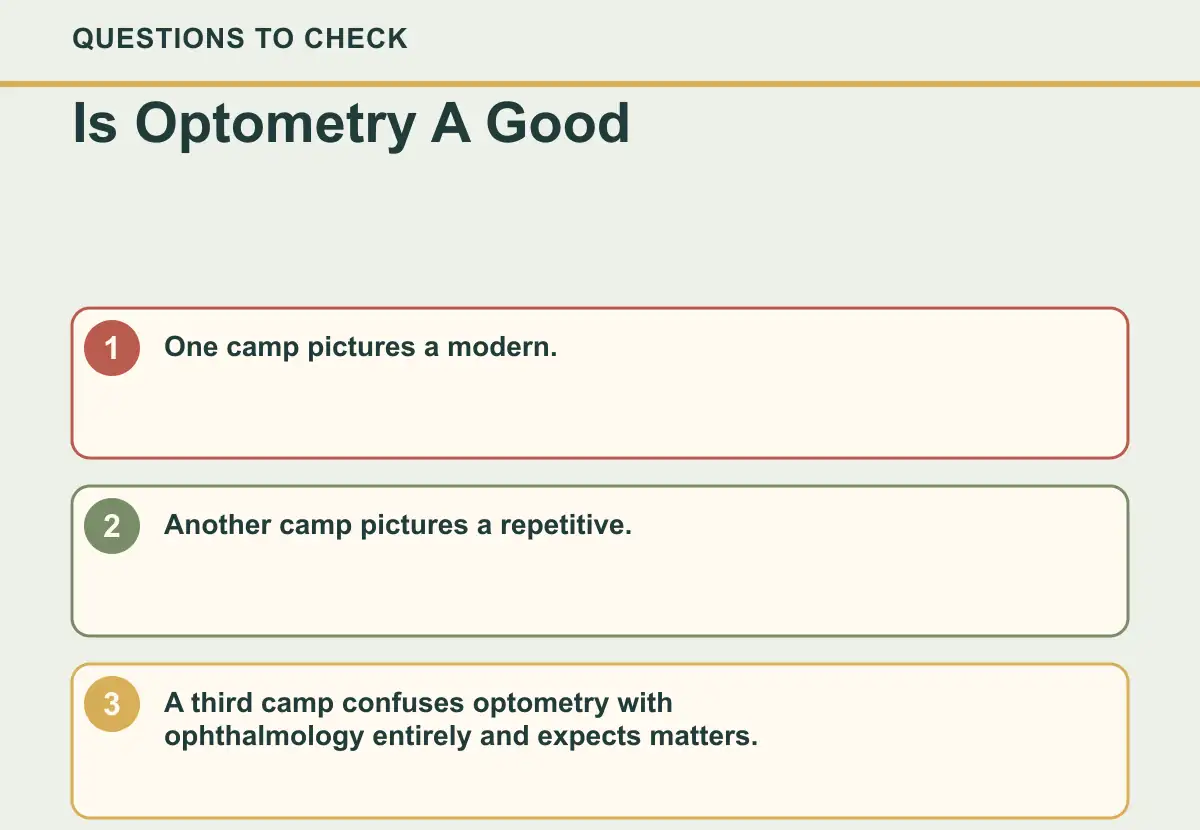 QUESTIONS TO CHECK
Is Optometry A Good
1
One camp pictures a modern.
2
Another camp pictures a repetitive.
3
A third camp confuses optometry with
ophthalmology entirely and expects matters.